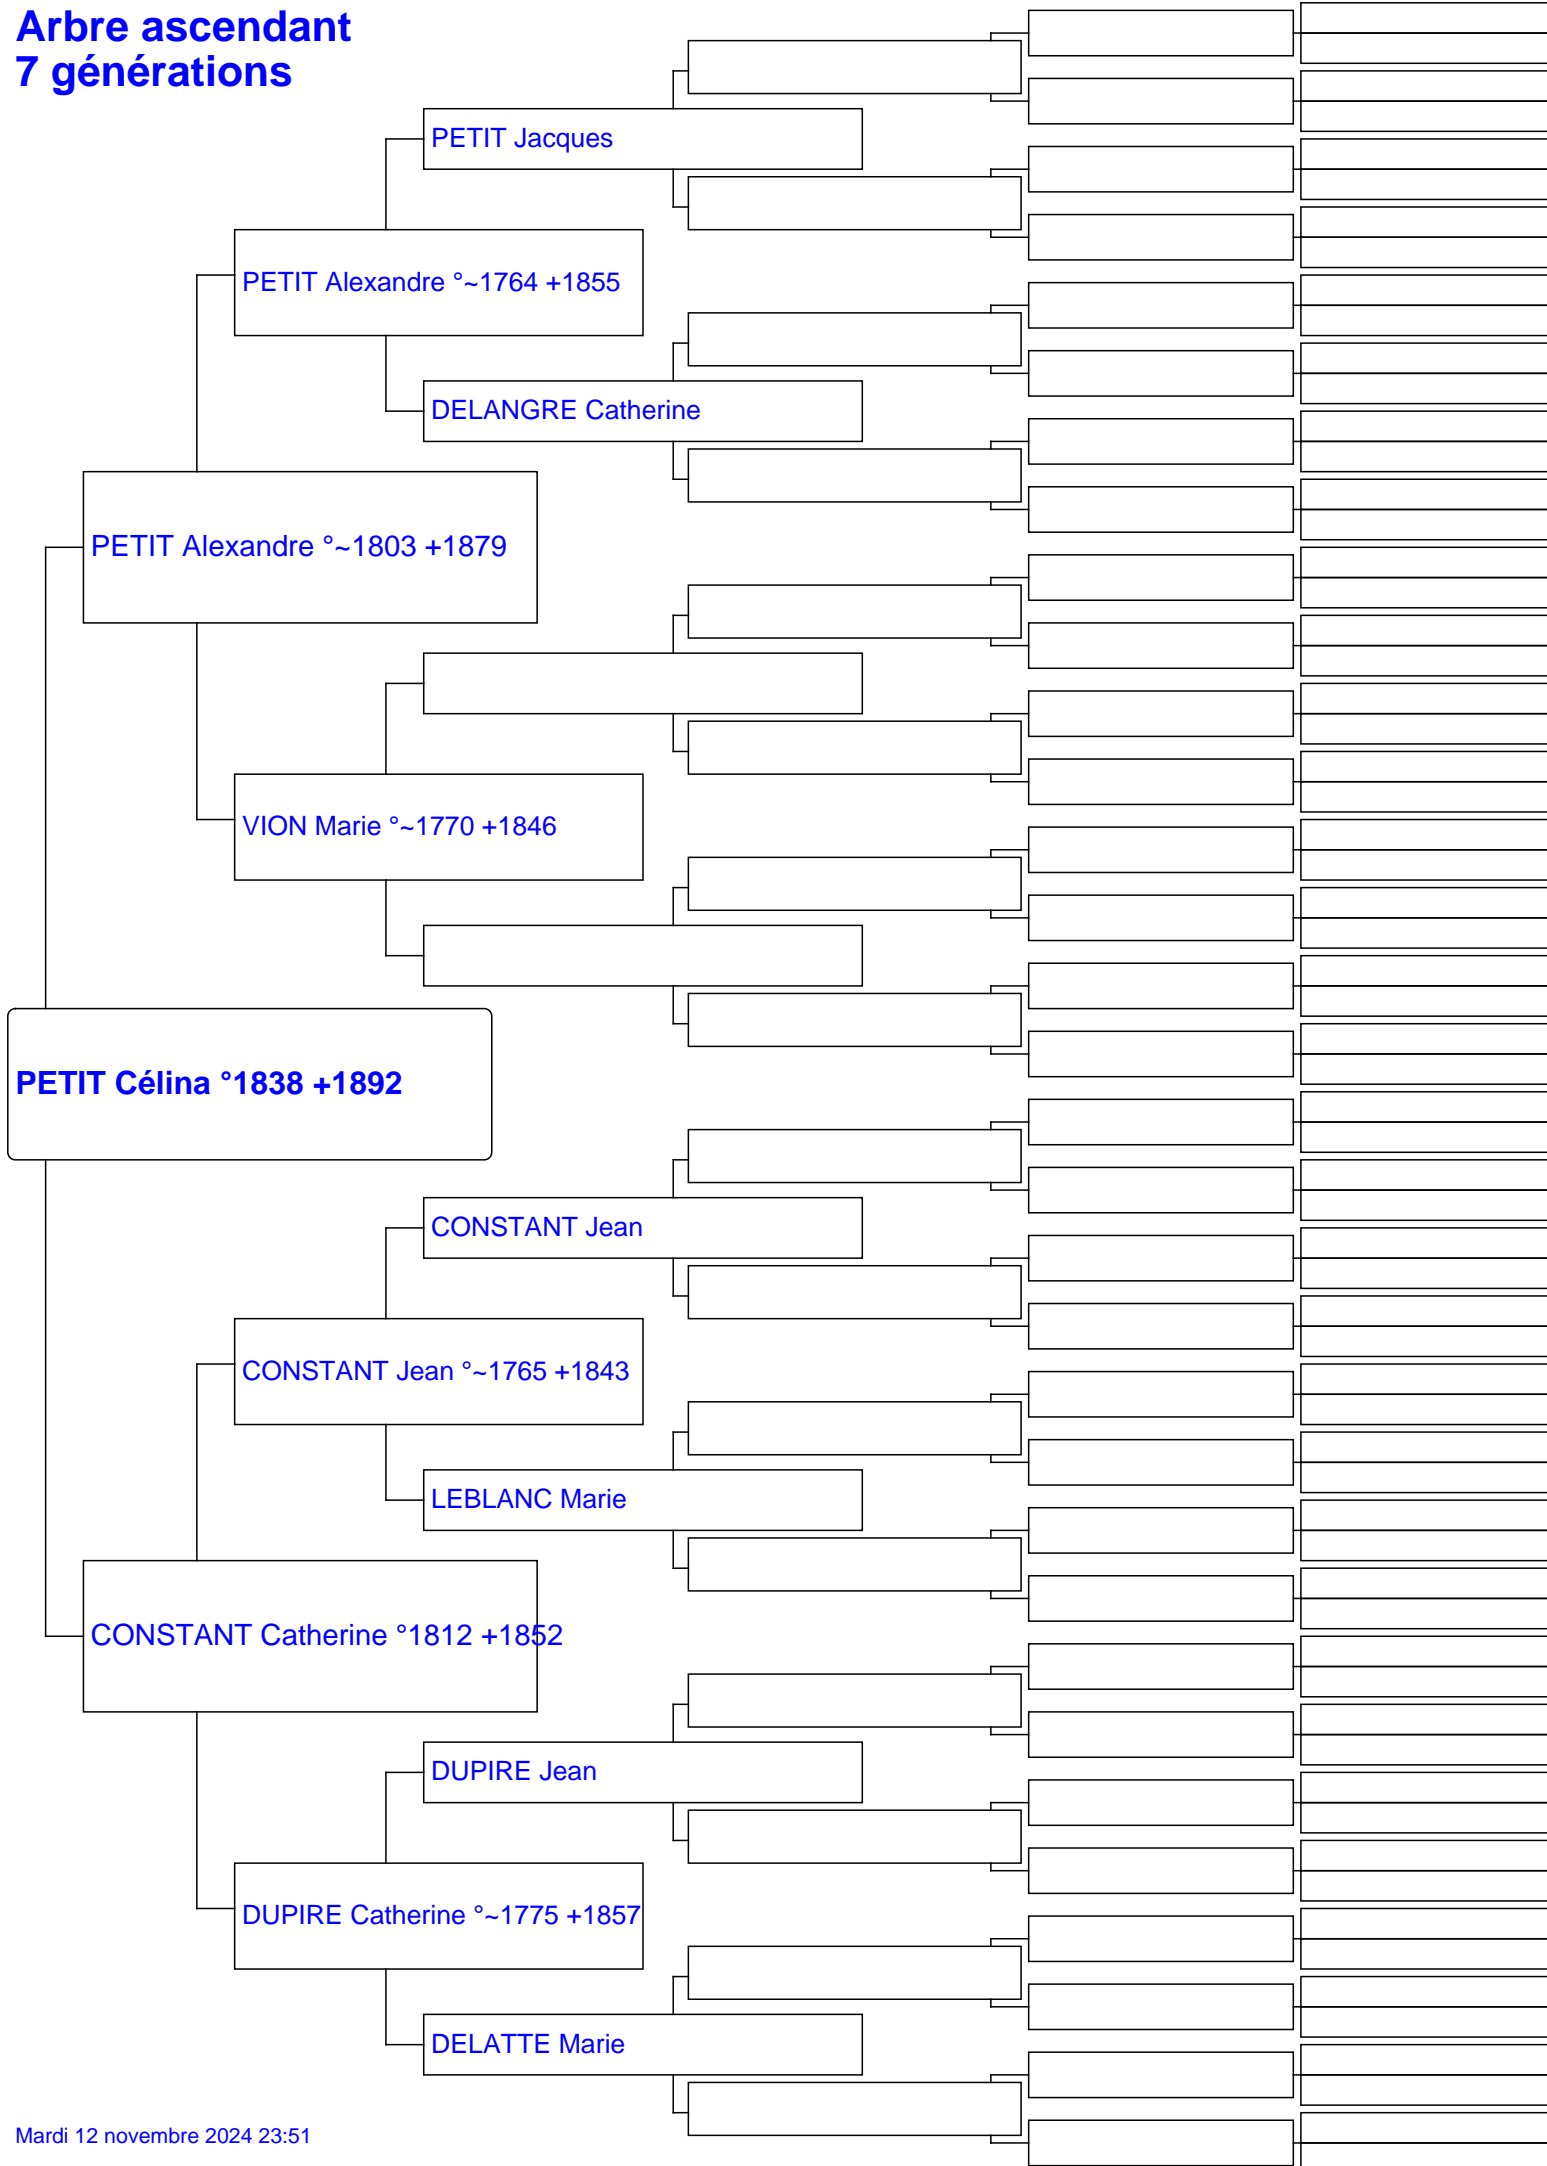 Arbre ascendant
7 générations
PETIT Jacques
PETIT Alexandre °~1764 +1855
DELANGRE Catherine
PETIT Alexandre °~1803 +1879
VION Marie °~1770 +1846
PETIT Célina °1838 +1892
CONSTANT Jean
CONSTANT Jean °~1765 +1843
LEBLANC Marie
CONSTANT Catherine °1812 +1852
DUPIRE Jean
DUPIRE Catherine °~1775 +1857
DELATTE Marie
Mardi 12 novembre 2024 23:51